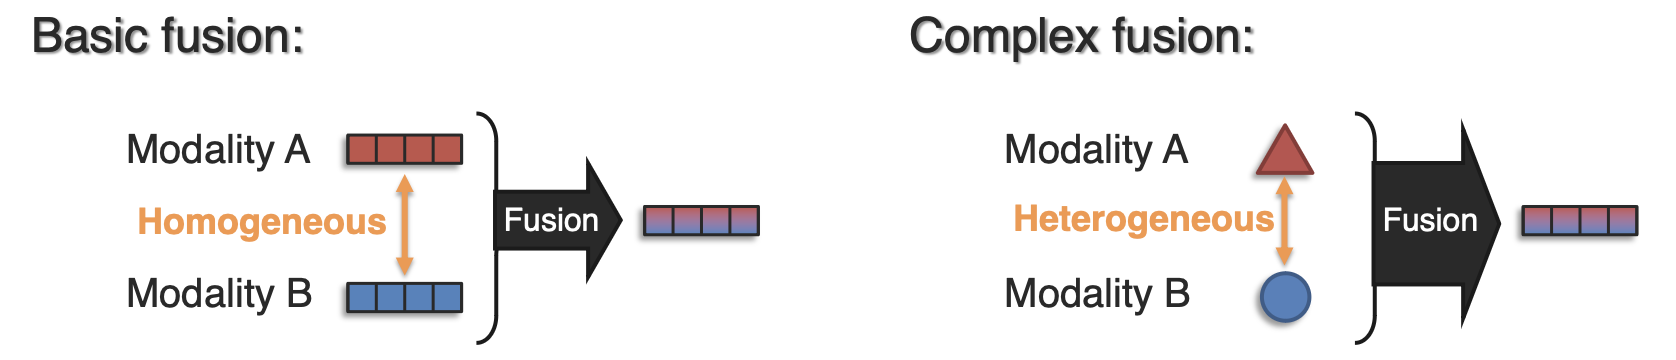 Basic fusion:
Modality A
Homogeneous
Modality B
Fusion
Complex fusion:
Modality A
Heterogeneous
Modality B
Fusion